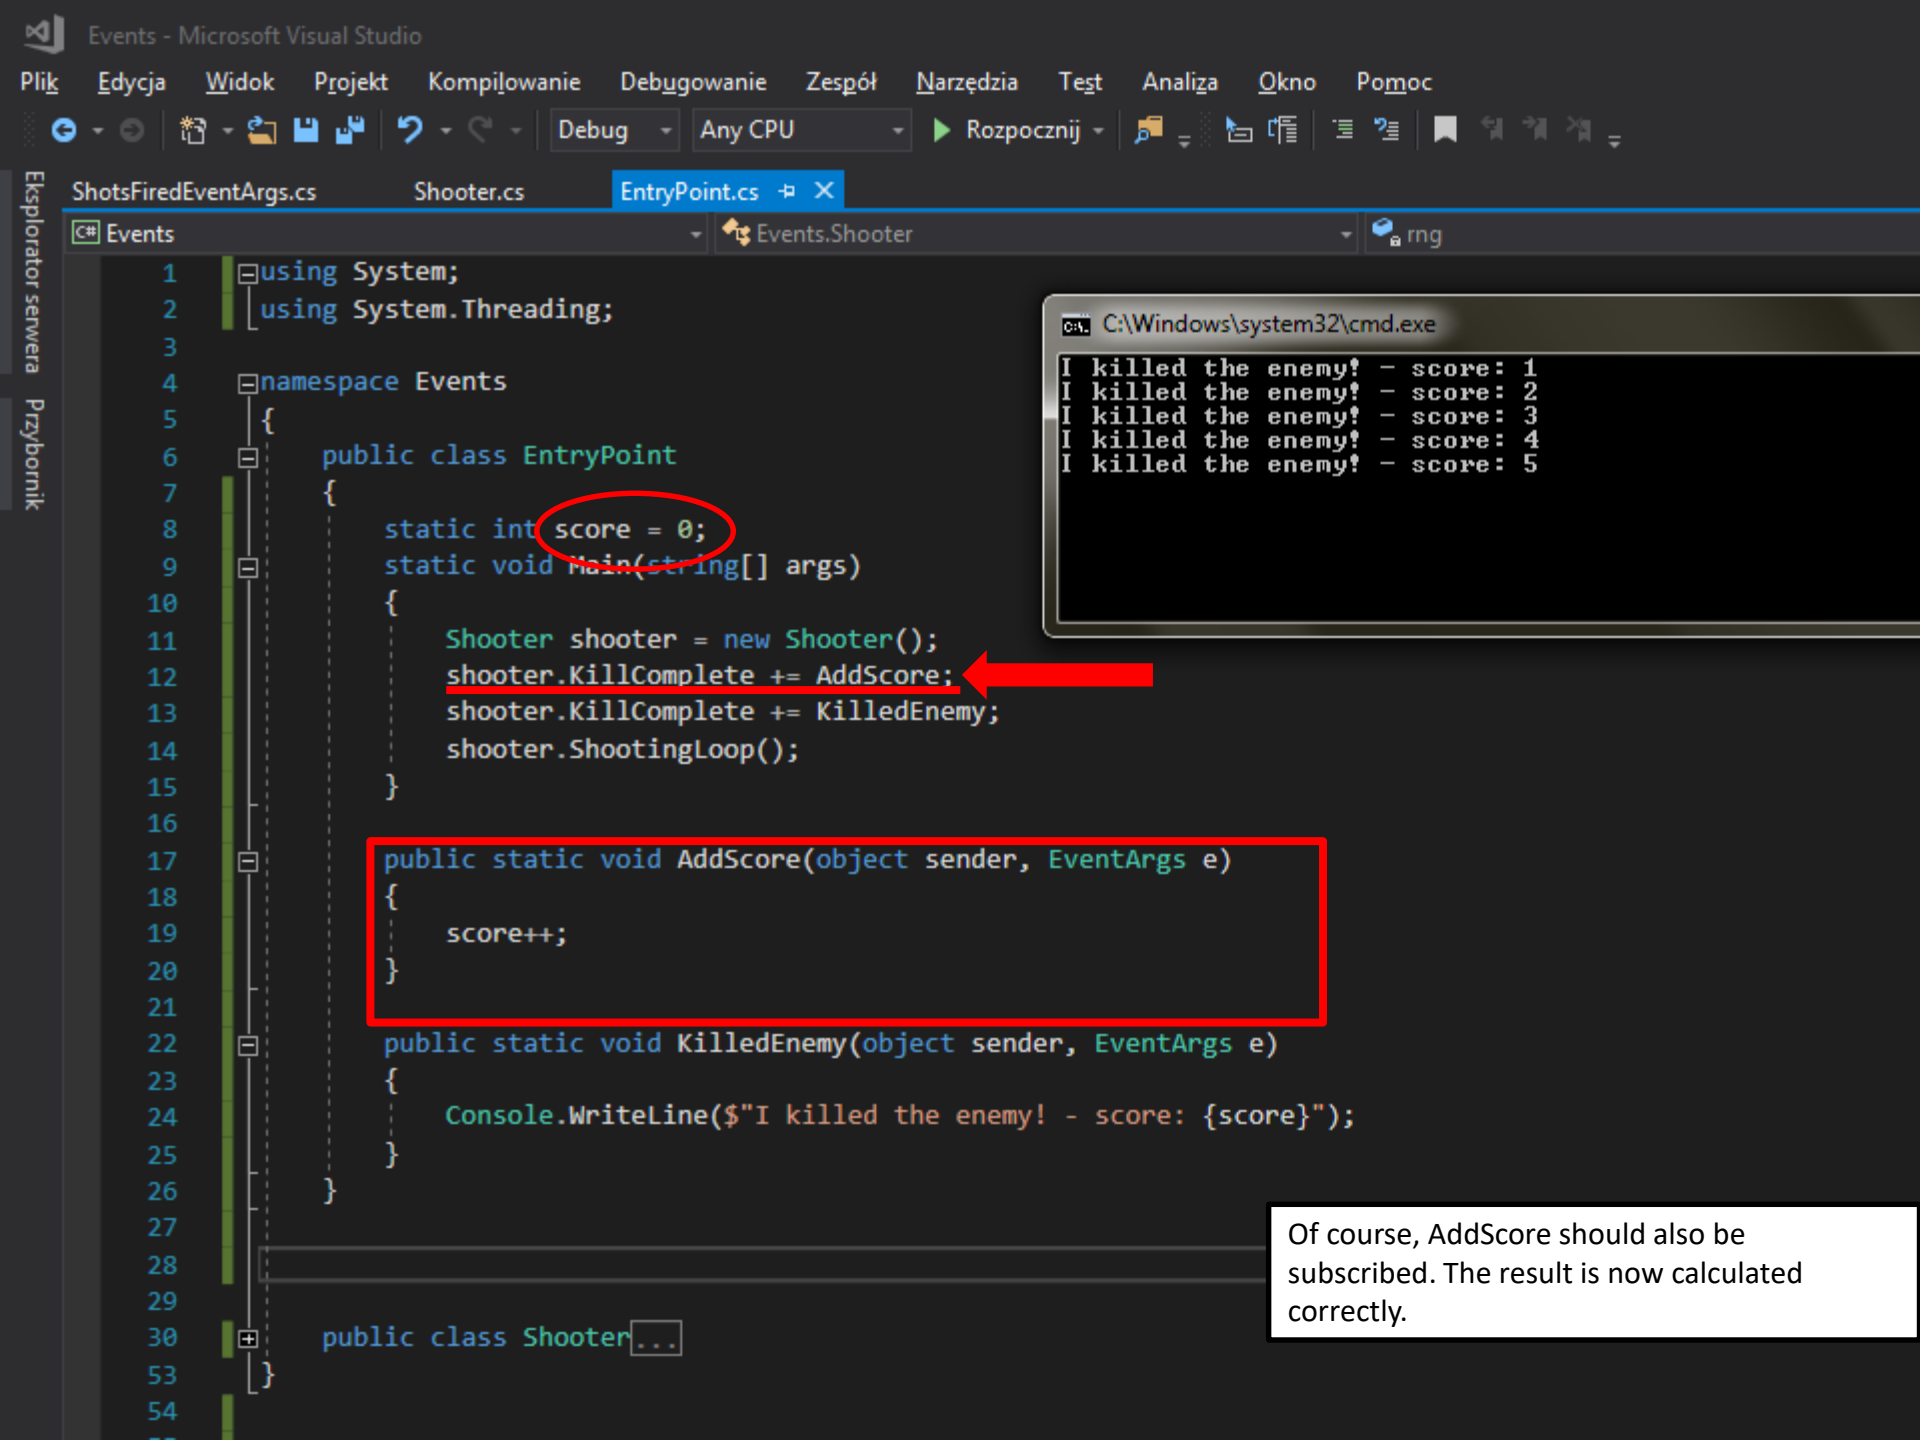 Events - Microsoft Visual Studio
Plik Edycja Widok Projekt Kompilowanie Debugowanie Zespół Narzędzia Test Analiza Okno Pomoc
Debug Any CPU Rozpocznij
Eksplorator serwera
Przybornik
ShotsFiredEventArgs.cs Shooter.cs EntryPoint.cs
C# Events Events.Shooter rng
1 using System;
2 using System.Threading;
3
4 namespace Events
5 {
6 public class EntryPoint
7 {
8 static int score = 0;
9 static void Main(string[] args)
10 {
11 Shooter shooter = new Shooter();
12 shooter.KillComplete += AddScore;
13 shooter.KillComplete += KilledEnemy;
14 shooter.ShootingLoop();
15 }
16
17 public static void AddScore(object sender, EventArgs e)
18 {
19 score++;
20 }
21
22 public static void KilledEnemy(object sender, EventArgs e)
23 {
24 Console.WriteLine($"I killed the enemy! - score: {score}");
25 }
26 }
27
28
29
30 public class Shooter...
53 }
54
C:\Windows\system32\cmd.exe
I killed the enemy! - score: 1
I killed the enemy! - score: 2
I killed the enemy! - score: 3
I killed the enemy! - score: 4
I killed the enemy! - score: 5
Of course, AddScore should also be
subscribed. The result is now calculated
correctly.